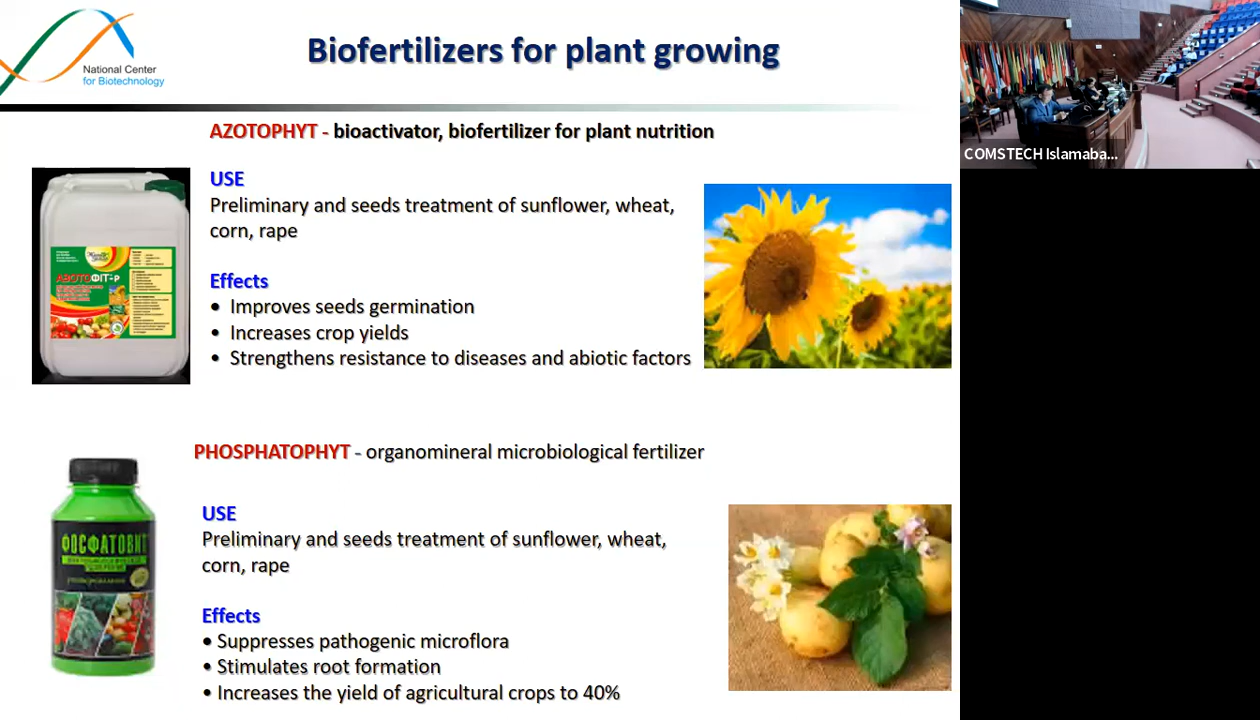 National Center
for Biotechnology
Biofertilizers for plant growing
COMSTECH Islamaba...
AZOTOPHYT - bioactivator, biofertilizer for plant nutrition
USE
Preliminary and seeds treatment of sunflower, wheat,
corn, rape
Effects
• Improves seeds germination
• Increases crop yields
• Strengthens resistance to diseases and abiotic factors
АЗОТОФІТ-р
PHOSPHATOPHYT - organomineral microbiological fertilizer
USE
Preliminary and seeds treatment of sunflower, wheat,
corn, rape
Effects
• Suppresses pathogenic microflora
• Stimulates root formation
• Increases the yield of agricultural crops to 40%
ФОСФАТОВИТ